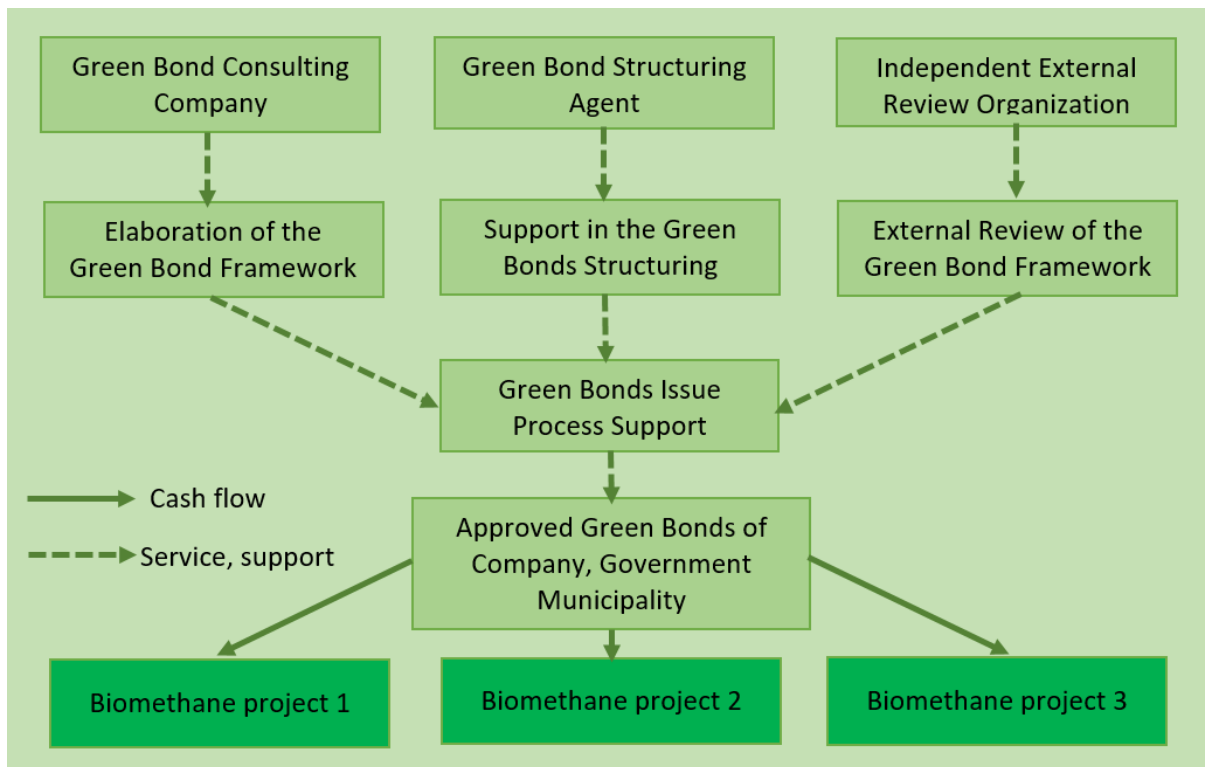 Green Bond Consulting
Company
Green Bond Structuring
Agent
Independent External
Review Organization
Elaboration of the
Green Bond Framework
Support in the Green
Bonds Structuring
External Review of the
Green Bond Framework
Green Bonds Issue
Process Support
Cash flow
Service, support
Approved Green Bonds of
Company, Government
Municipality
Biomethane project 1
Biomethane project 2
Biomethane project 3